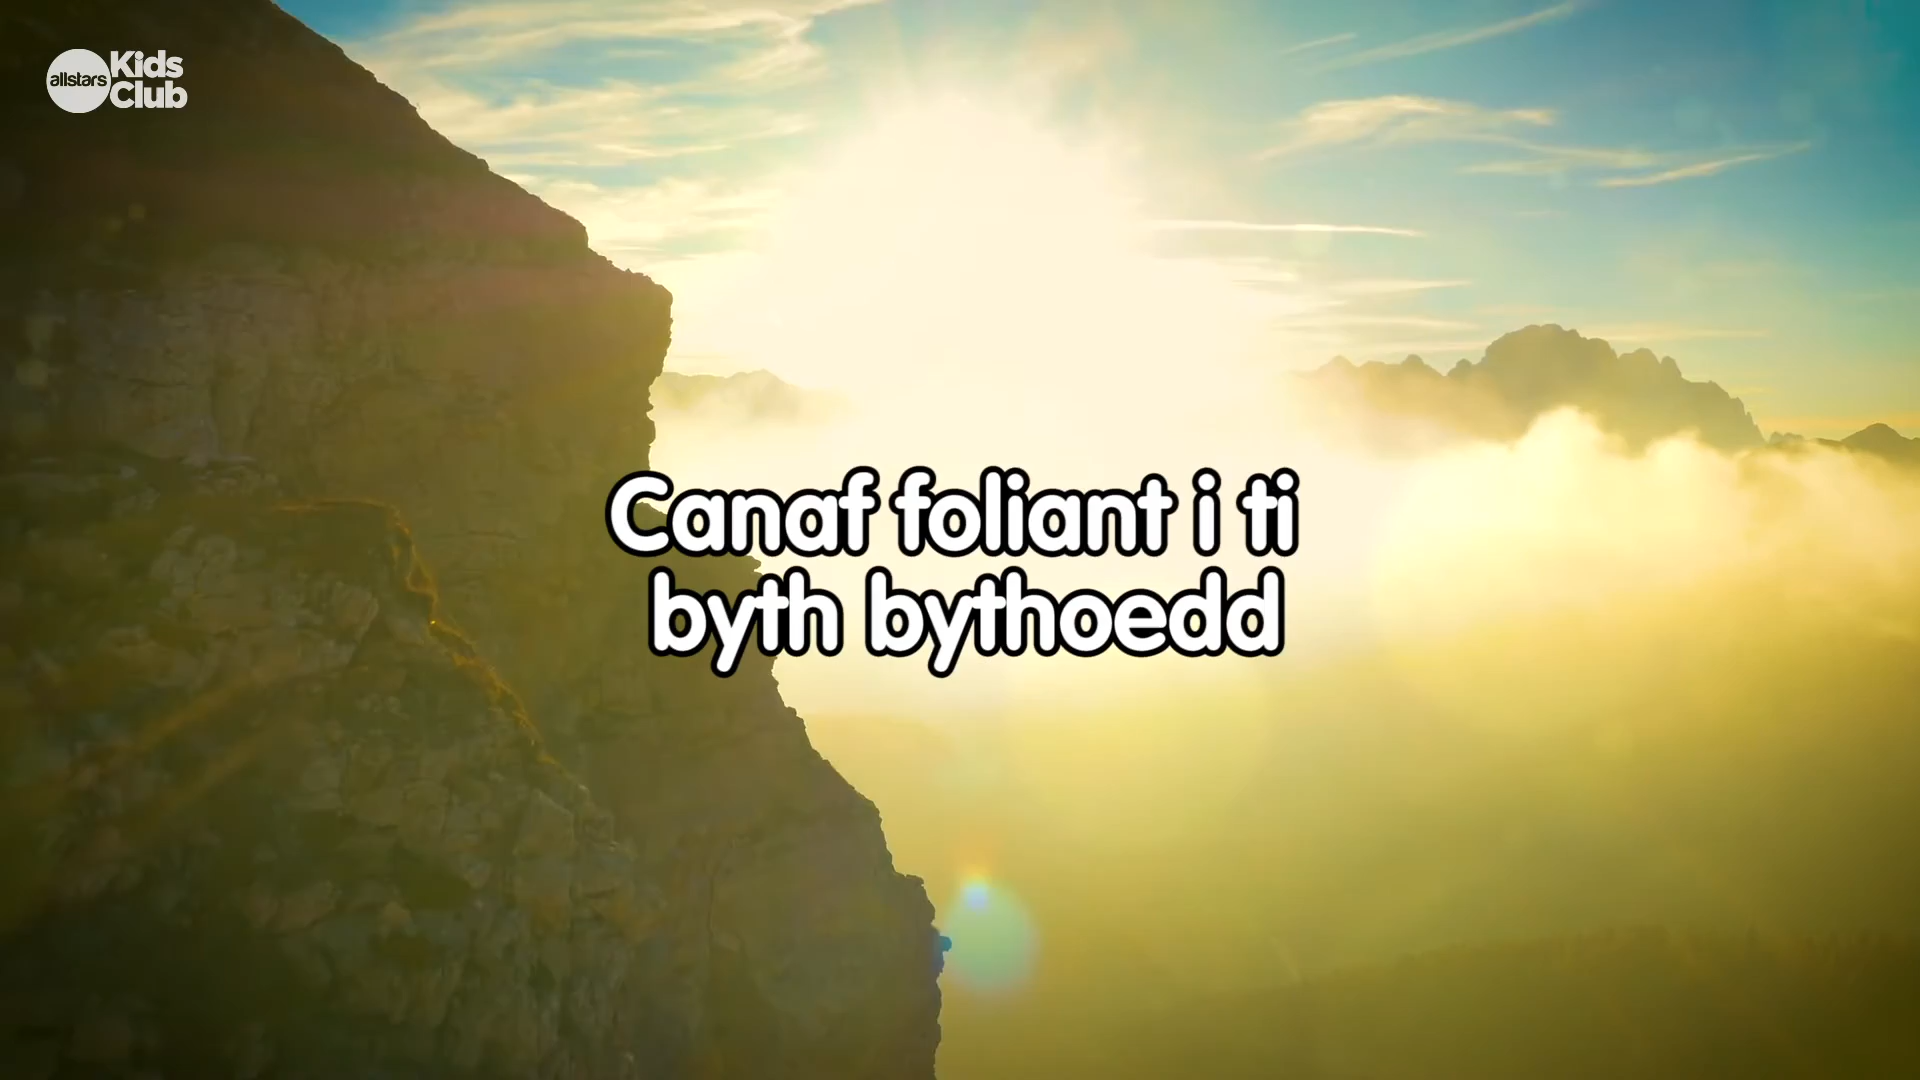 allstars
Kids
Club
Canaf foliant i ti
byth bythoedd